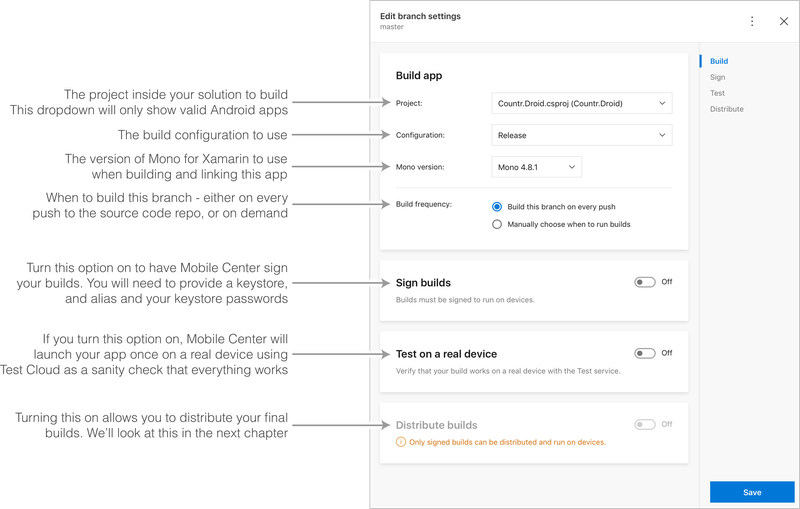 Edit branch settings
master
Build
Sign
Test
Distribute
Build app
The project inside your solution to build
This dropdown will only show valid Android apps
Project:
Countr.Droid.csproj (Countr.Droid)
The build configuration to use
Configuration:
Release
The version of Mono for Xamarin to use
when building and linking this app
Mono version:
Mono 4.8.1
When to build this branch - either on every
push to the source code repo, or on demand
Build frequency:
Build this branch on every push
Manually choose when to run builds
Turn this option on to have Mobile Center sign
your builds. You will need to provide a keystore,
and alias and your keystore passwords
Sign builds
Off
Builds must be signed to run on devices.
If you turn this option on, Mobile Center will
launch your app once on a real device using
Test Cloud as a sanity check that everything works
Test on a real device
Off
Verify that your build works on a real device with the Test service.
Turning this on allows you to distribute your final
builds. We'll look at this in the next chapter
Distribute builds
Off
Only signed builds can be distributed and run on devices.
Save